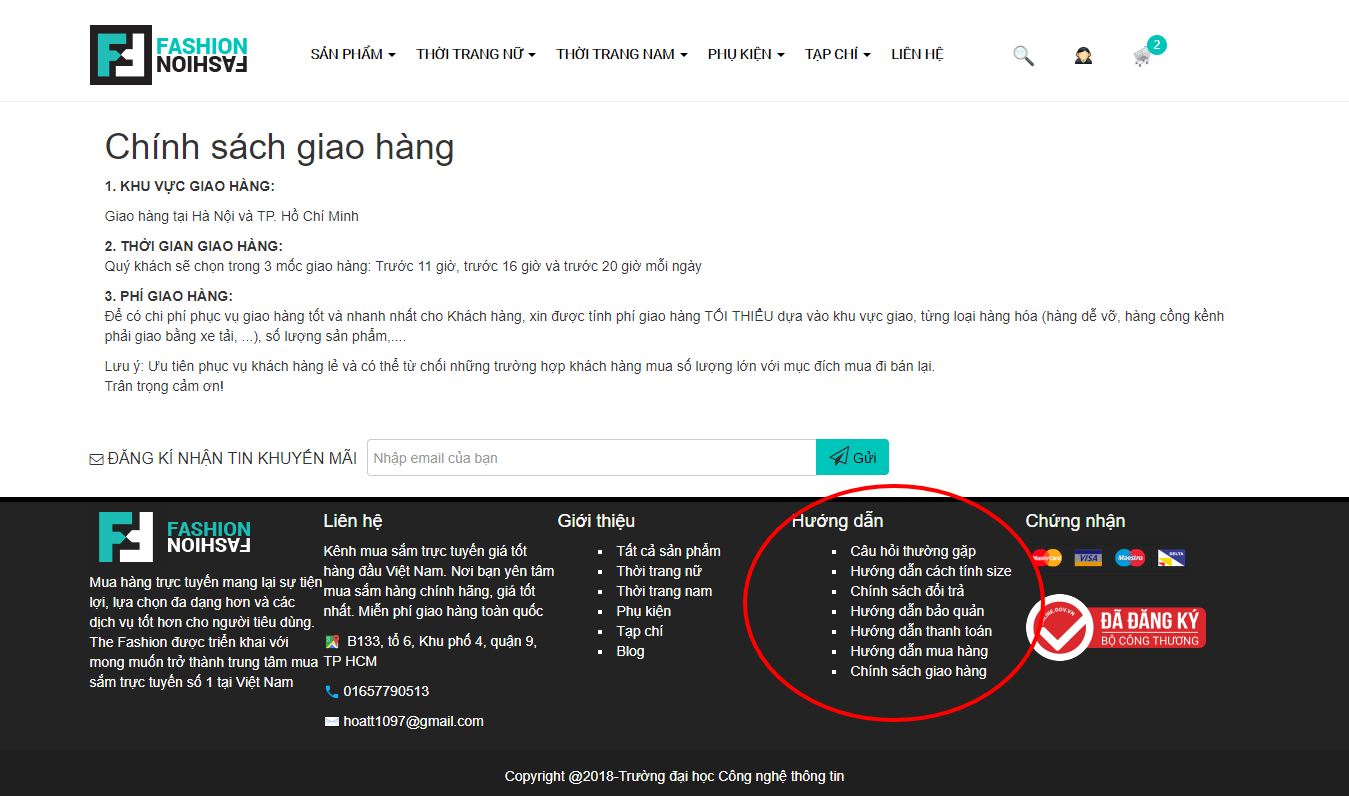 FASHION
FASHION
SẢN PHẨM
THỜI TRANG NỮ
THỜI TRANG NAM
PHỤ KIỆN
TẠP CHÍ
LIÊN HỆ
2
Chính sách giao hàng
1. KHU VỰC GIAO HÀNG:
Giao hàng tại Hà Nội và TP. Hồ Chí Minh
2. THỜI GIAN GIAO HÀNG:
Quý khách sẽ chọn trong 3 mốc giao hàng: Trước 11 giờ, trước 16 giờ và trước 20 giờ mỗi ngày
3. PHÍ GIAO HÀNG:
Để có chi phí phục vụ giao hàng tốt và nhanh nhất cho Khách hàng, xin được tính phí giao hàng TỐI THIỂU dựa vào khu vực giao, từng loại hàng hóa (hàng dễ vỡ, hàng cồng kềnh
phải giao bằng xe tải, ...), số lượng sản phẩm,....
Lưu ý: Ưu tiên phục vụ khách hàng lẻ và có thể từ chối những trường hợp khách hàng mua số lượng lớn với mục đích mua đi bán lại.
Trân trọng cảm ơn!
ĐĂNG KÍ NHẬN TIN KHUYẾN MÃI
Nhập email của bạn
Gửi
FASHION
FASHION
Mua hàng trực tuyến mang lại sự tiện
lợi, lựa chọn đa dạng hơn và các
dịch vụ tốt hơn cho người tiêu dùng.
The Fashion được triển khai với
mong muốn trở thành trung tâm mua
sắm trực tuyến số 1 tại Việt Nam
Liên hệ
Kênh mua sắm trực tuyến giá tốt
hàng đầu Việt Nam. Nơi bạn yên tâm
mua sắm hàng chính hãng, giá tốt
nhất. Miễn phí giao hàng toàn quốc
B133, tổ 6, Khu phố 4, quận 9,
TP HCM
01657790513
hoatt1097@gmail.com
Giới thiệu
Tất cả sản phẩm
Thời trang nữ
Thời trang nam
Phụ kiện
Tạp chí
Blog
Hướng dẫn
Câu hỏi thường gặp
Hướng dẫn cách tính size
Chính sách đổi trả
Hướng dẫn bảo quản
Hướng dẫn thanh toán
Hướng dẫn mua hàng
Chính sách giao hàng
Chứng nhận
MasterCard
VISA
Maestro
DELTA
ONLINE.GOV.VN
ĐÃ ĐĂNG KÝ
BỘ CÔNG THƯƠNG
Copyright @2018-Trường đại học Công nghệ thông tin